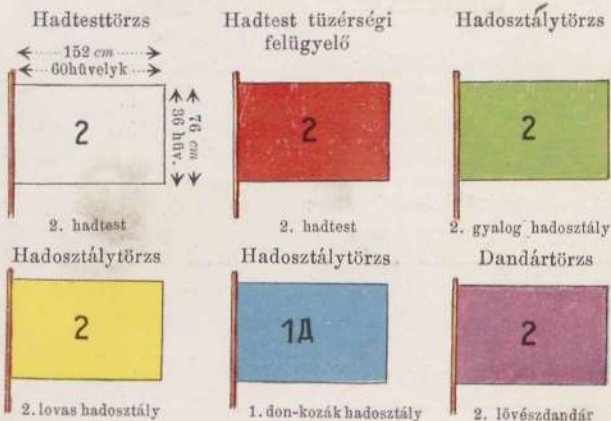 Hadtesttörzs
152 cm
60hüvelyk
2
76 cm
36 hüv.
2. hadtest
Hadtest tüzérségi
felügyelő
2
2. hadtest
Hadosztálytörzs
2
2. gyalog hadosztály
Hadosztálytörzs
2
2. lovas hadosztály
Hadosztálytörzs
1Д
1. don-kozák hadosztály
Dandártörzs
2
2. lövészdandár